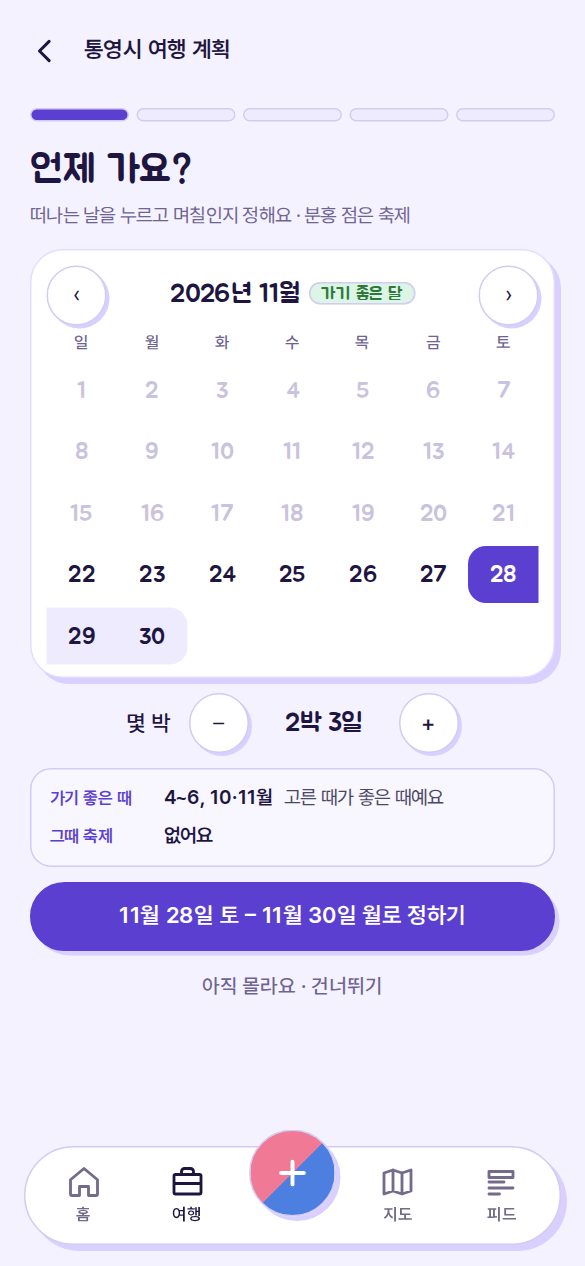 통영시 여행 계획
언제 가요?
떠나는 날을 누르고 며칠인지 정해요 · 분홍 점은 축제
‹ 2026년 11월 가기 좋은 달 ›
일 월 화 수 목 금 토
1 2 3 4 5 6 7
8 9 10 11 12 13 14
15 16 17 18 19 20 21
22 23 24 25 26 27 28
29 30
몇 박 − 2박 3일 +
가기 좋은 때 4~6, 10·11월 고른 때가 좋은 때예요
그때 축제 없어요
11월 28일 토 – 11월 30일 월로 정하기
아직 몰라요 · 건너뛰기
홈 여행 + 지도 피드